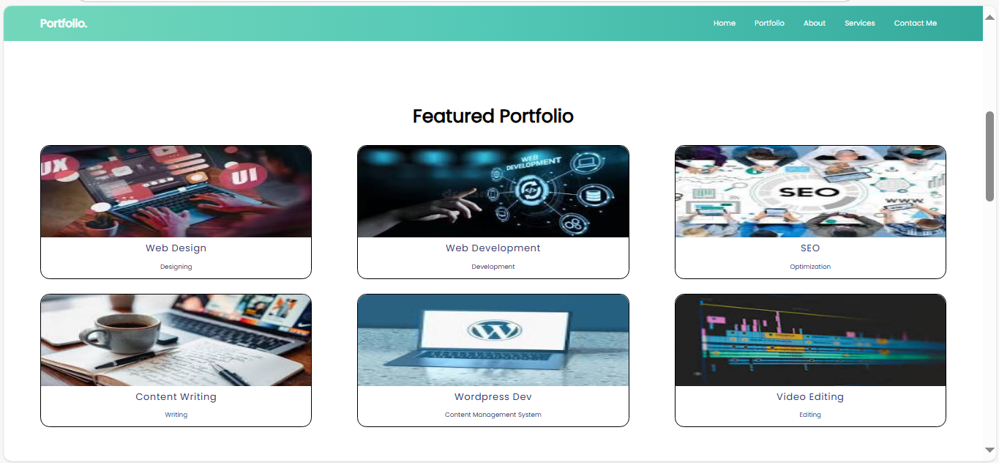 Portfolio.
Home Portfolio About Services Contact Me
Featured Portfolio
UX
UI
WEB
DEVELOPMENT
SEO
WWW.
Web Design
Web Development
SEO
Designing
Development
Optimization
Content Writing
Wordpress Dev
Video Editing
Writing
Content Management System
Editing